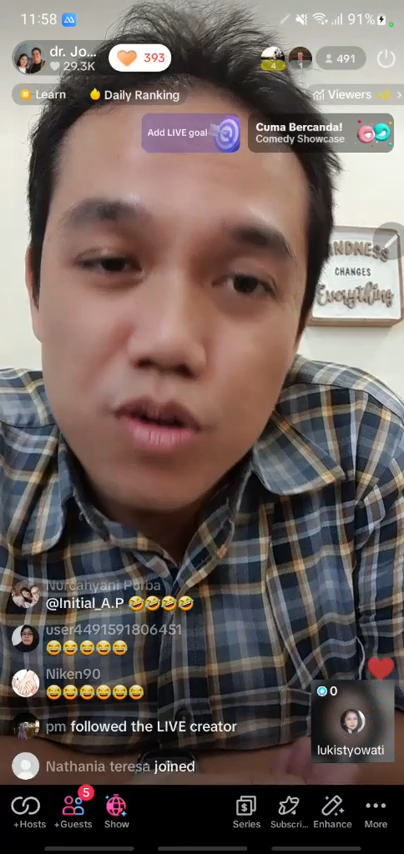 11:58
91%
dr. Jo...
29.3K
393
4
1
491
Learn
Daily Ranking
Viewers
Add LIVE goal
Cuma Bercanda!
Comedy Showcase
KINDNESS
CHANGES
Everything
Nurcahyani Purba
@Initial_A.P 🤣🤣🤣🤣
user4491591806451
😂😂😂😂😂
Niken90
😂😂😂😂😂😂
pm followed the LIVE creator
Nathania teresa joined
0
lukistyowati
5
+Hosts
+Guests
Show
Series
Subscri...
Enhance
More